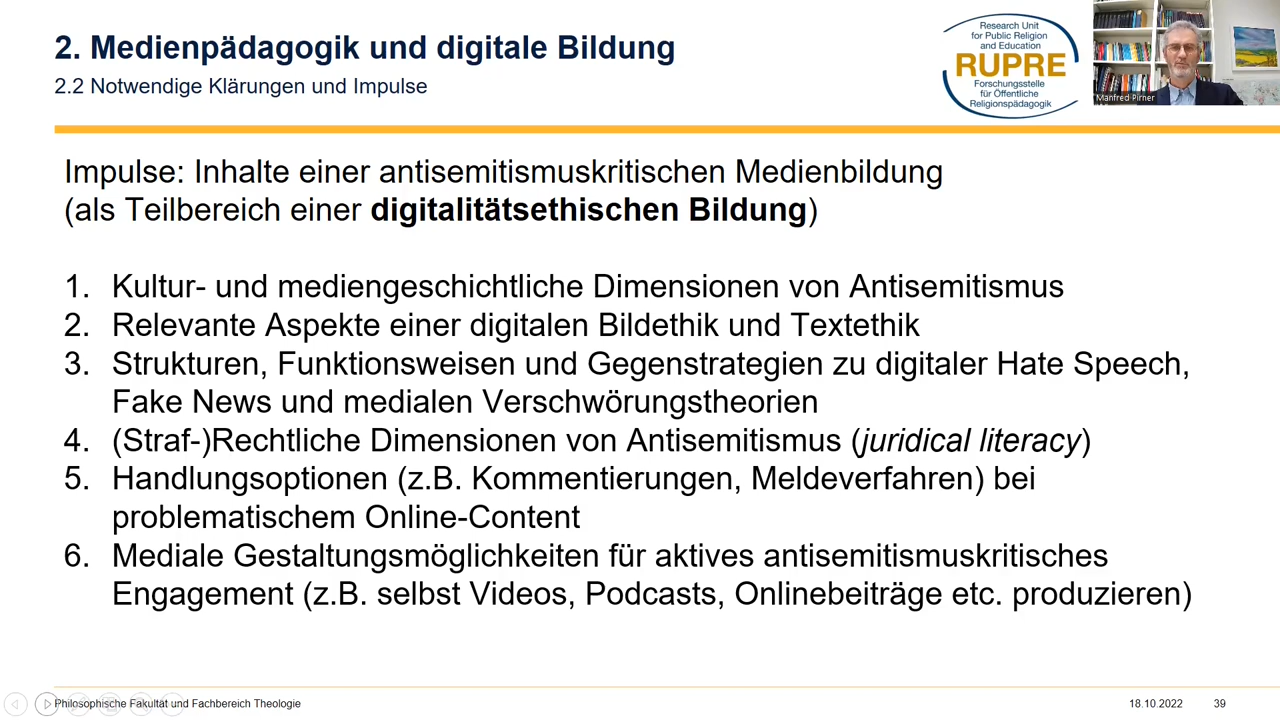 2. Medienpädagogik und digitale Bildung
2.2 Notwendige Klärungen und Impulse
Research Unit
for Public Religion
and Education
RUPRE
Forschungsstelle
für Öffentliche
Religionspädagogik
Manfred Pirner
Impulse: Inhalte einer antisemitismuskritischen Medienbildung
(als Teilbereich einer digitalitätsethischen Bildung)
1. Kultur- und mediengeschichtliche Dimensionen von Antisemitismus
2. Relevante Aspekte einer digitalen Bildethik und Textethik
3. Strukturen, Funktionsweisen und Gegenstrategien zu digitaler Hate Speech,
Fake News und medialen Verschwörungstheorien
4. (Straf-)Rechtliche Dimensionen von Antisemitismus (juridical literacy)
5. Handlungsoptionen (z.B. Kommentierungen, Meldeverfahren) bei
problematischem Online-Content
6. Mediale Gestaltungsmöglichkeiten für aktives antisemitismuskritisches
Engagement (z.B. selbst Videos, Podcasts, Onlinebeiträge etc. produzieren)
Philosophische Fakultät und Fachbereich Theologie
18.10.2022
39